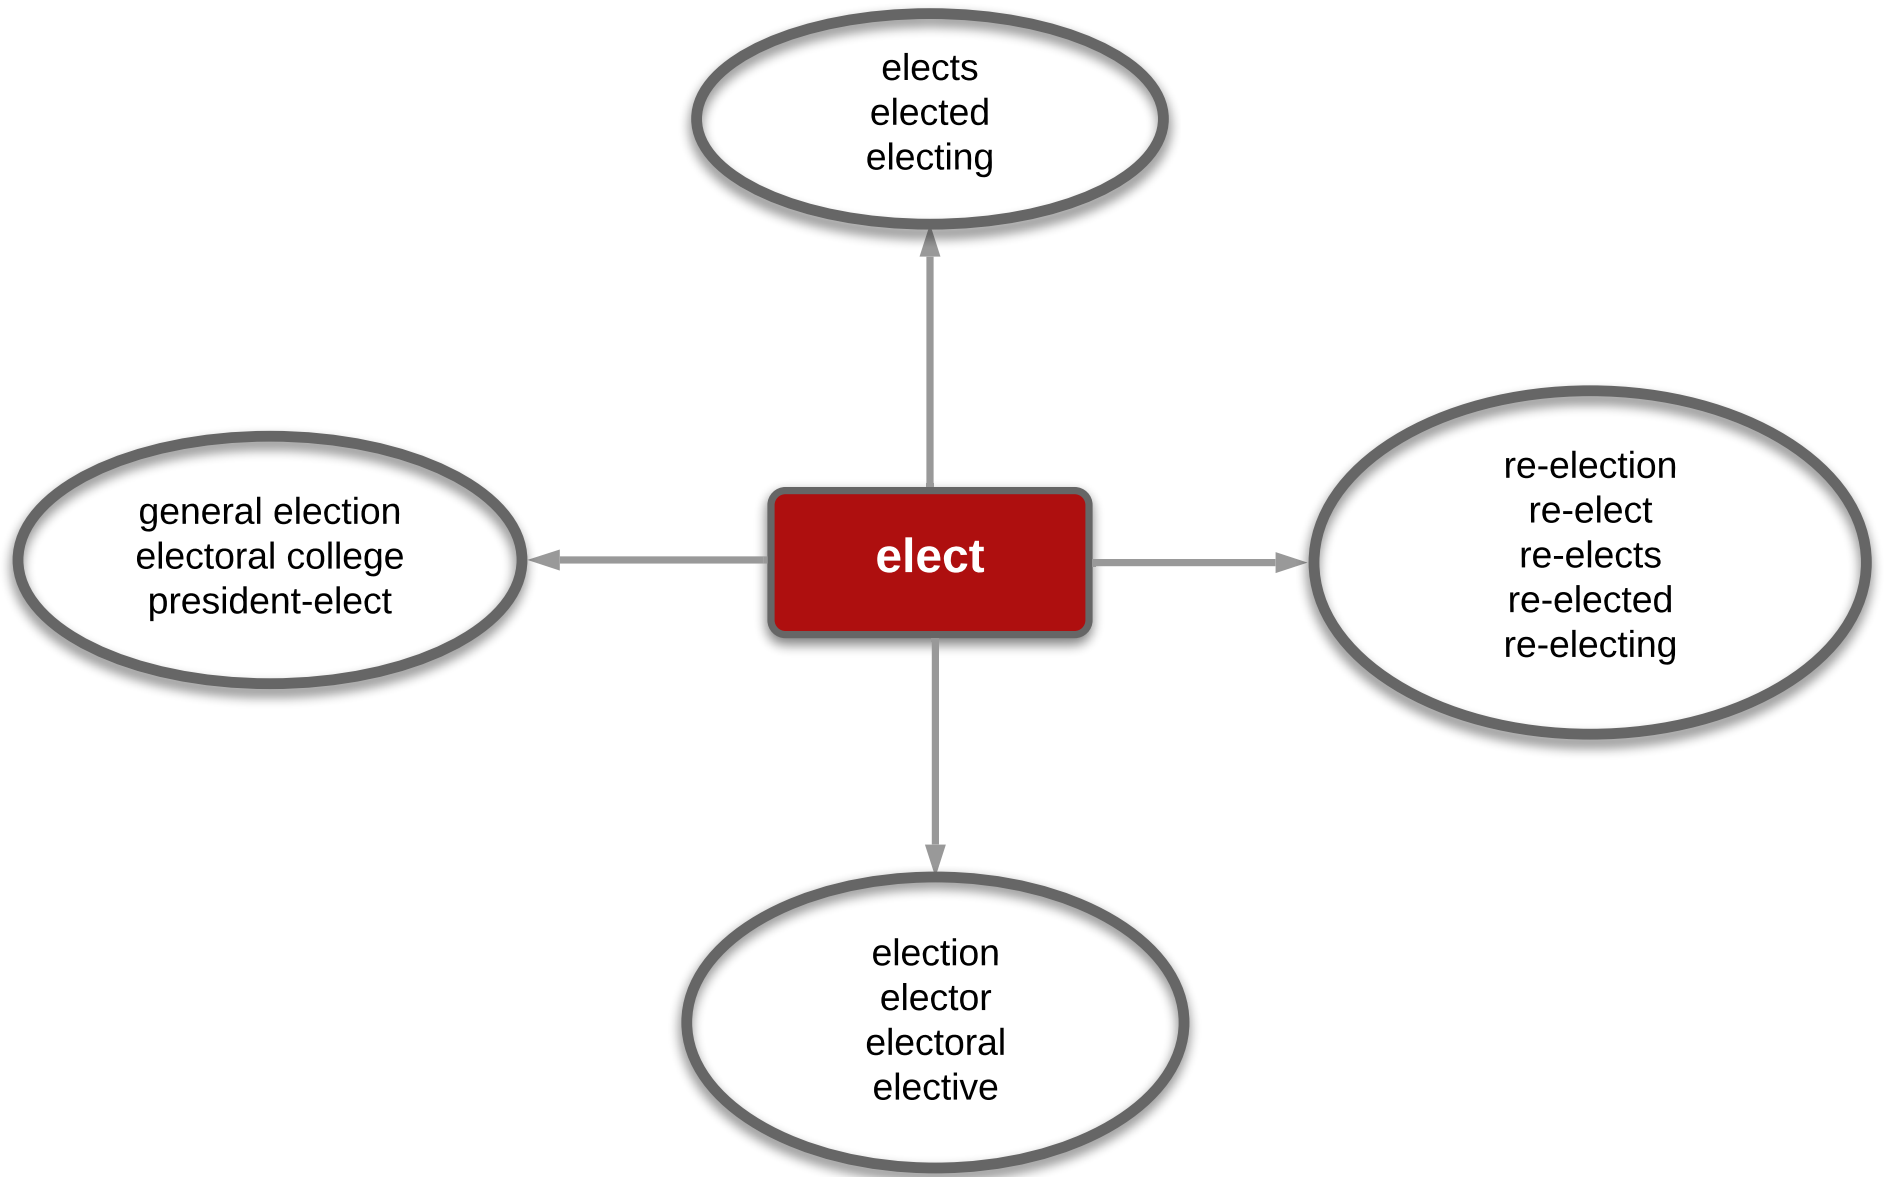 elects
elected
electing
general election
electoral college
president-elect
elect
re-election
re-elect
re-elects
re-elected
re-electing
election
elector
electoral
elective